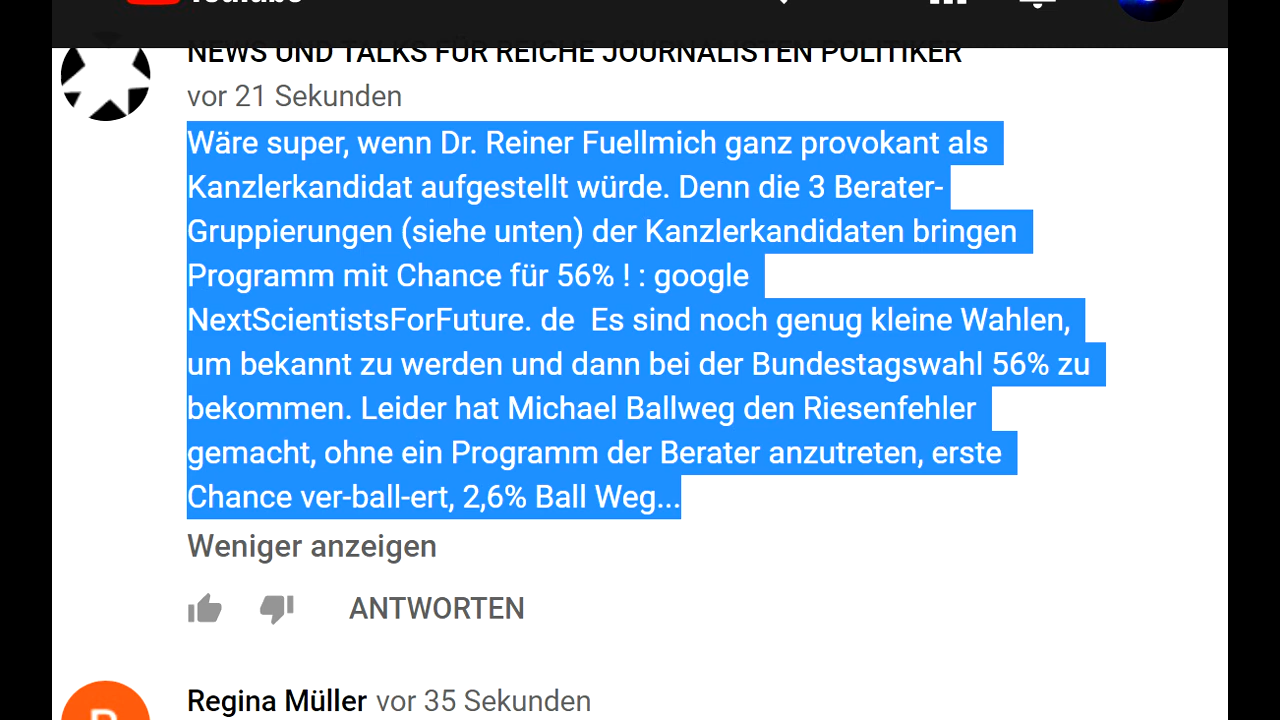 YouTube
NEWS UND TALKS FÜR REICHE JOURNALISTEN POLITIKER
vor 21 Sekunden
Wäre super, wenn Dr. Reiner Fuellmich ganz provokant als
Kanzlerkandidat aufgestellt würde. Denn die 3 Berater-
Gruppierungen (siehe unten) der Kanzlerkandidaten bringen
Programm mit Chance für 56% ! : google
NextScientistsForFuture. de  Es sind noch genug kleine Wahlen,
um bekannt zu werden und dann bei der Bundestagswahl 56% zu
bekommen. Leider hat Michael Ballweg den Riesenfehler
gemacht, ohne ein Programm der Berater anzutreten, erste
Chance ver-ball-ert, 2,6% Ball Weg...
Weniger anzeigen
ANTWORTEN
Regina Müller vor 35 Sekunden